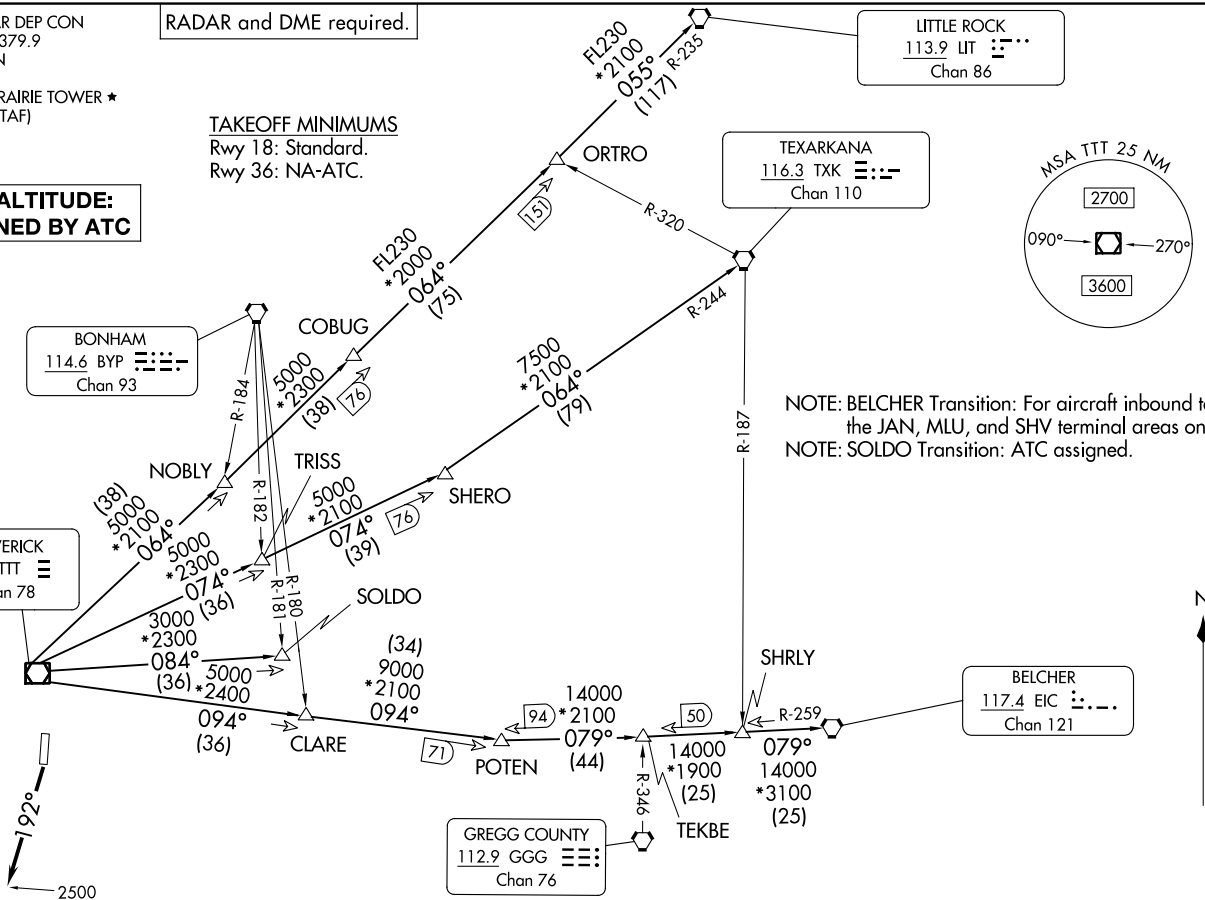 R DEP CON
379.9
N
RAIRIE TOWER ★
TAF)
RADAR and DME required.
TAKEOFF MINIMUMS
Rwy 18: Standard.
Rwy 36: NA-ATC.
ALTITUDE:
NED BY ATC
LITTLE ROCK
113.9 LIT
Chan 86
FL230
*2100
055°
(117)
R-235
ORTRO
151
TEXARKANA
116.3 TXK
Chan 110
R-320
MSA TTT 25 NM
2700
090°
270°
3600
FL230
*2000
064°
(75)
COBUG
BONHAM
114.6 BYP
Chan 93
R-184
5000
*2300
(38)
76
R-244
7500
*2100
064°
(79)
R-187
NOTE: BELCHER Transition: For aircraft inbound to
the JAN, MLU, and SHV terminal areas on
NOTE: SOLDO Transition: ATC assigned.
NOBLY
TRISS
R-182
5000
*2100
074°
(39)
76
SHERO
(38)
5000
*2100
064°
5000
*2300
074°
(36)
VERICK
TTT
an 78
R-181
R-180
SOLDO
3000
*2300
084°
(36)
5000
*2400
094°
(36)
CLARE
(34)
9000
*2100
094°
71
POTEN
94
14000
*2100
079°
(44)
50
SHRLY
R-259
BELCHER
117.4 EIC
Chan 121
14000
*1900
(25)
079°
14000
*3100
(25)
TEKBE
R-346
GREGG COUNTY
112.9 GGG
Chan 76
192°
2500
N